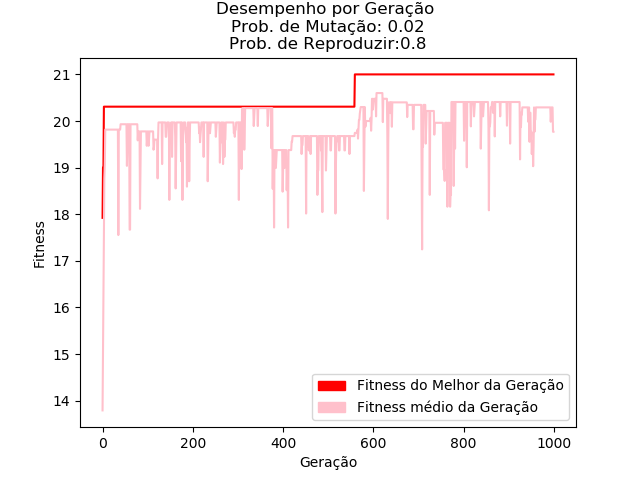 Desempenho por Geração
Prob. de Mutação: 0.02
Prob. de Reproduzir:0.8
21
20
19
18
17
16
15
14
Fitness
Fitness do Melhor da Geração
Fitness médio da Geração
0
200
400
600
800
1000
Geração